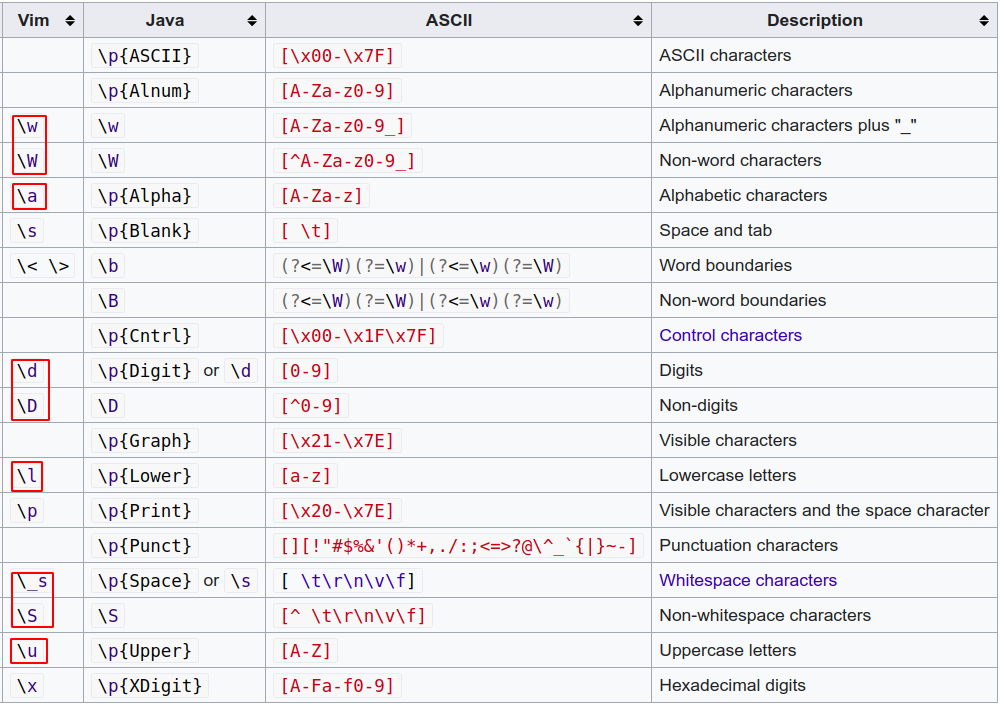 Vim Java ASCII Description
\p{ASCII} [\x00-\x7F] ASCII characters
\p{Alnum} [A-Za-z0-9] Alphanumeric characters
\w \w [A-Za-z0-9_] Alphanumeric characters plus "_"
\W \W [^A-Za-z0-9_] Non-word characters
\a \p{Alpha} [A-Za-z] Alphabetic characters
\s \p{Blank} [ \t] Space and tab
\< \> \b (?<=\W)(?=\w)|(?<=\w)(?=\W) Word boundaries
\B (?<=\W)(?=\W)|(?<=\w)(?=\w) Non-word boundaries
\p{Cntrl} [\x00-\x1F\x7F] Control characters
\d \p{Digit} or \d [0-9] Digits
\D \D [^0-9] Non-digits
\p{Graph} [\x21-\x7E] Visible characters
\l \p{Lower} [a-z] Lowercase letters
\p \p{Print} [\x20-\x7E] Visible characters and the space character
\p{Punct} [][!"#$%&'()*+,./:;<=>?@\^_`{|}~-] Punctuation characters
\_s \p{Space} or \s [ \t\r\n\v\f] Whitespace characters
\S \S [^ \t\r\n\v\f] Non-whitespace characters
\u \p{Upper} [A-Z] Uppercase letters
\x \p{XDigit} [A-Fa-f0-9] Hexadecimal digits